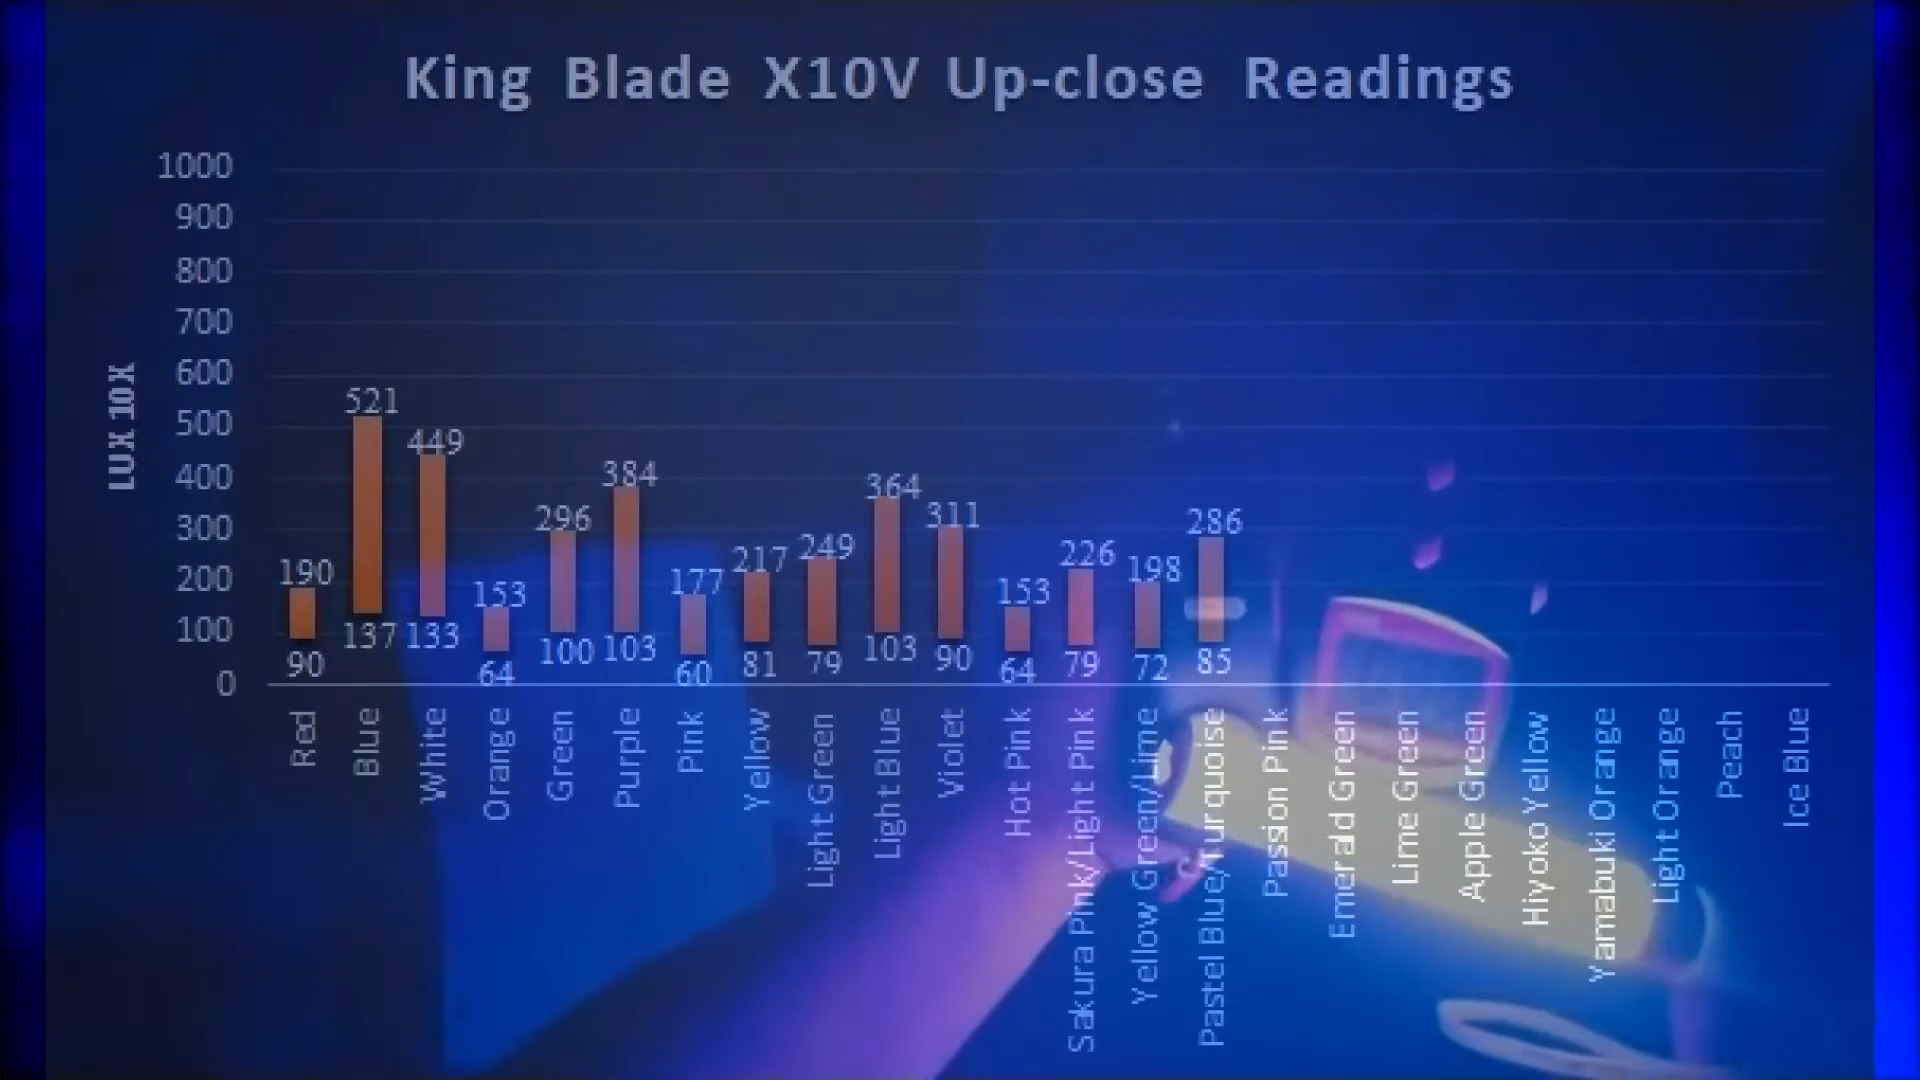 King Blade X10V Up-close Readings
LUX 10X
1000
900
800
700
600
500
400
300
200
100
0
190
521
449
153
296
384
177
217
249
364
311
153
226
198
286
90
137
133
64
100
103
60
81
79
103
90
64
79
72
85
Red
Blue
White
Orange
Green
Purple
Pink
Yellow
Light Green
Light Blue
Violet
Hot Pink
Sakura Pink/Light Pink
Yellow Green/Lime
Pastel Blue/Turquoise
Passion Pink
Emerald Green
Lime Green
Apple Green
Hiyoko Yellow
Yamabuki Orange
Light Orange
Peach
Ice Blue